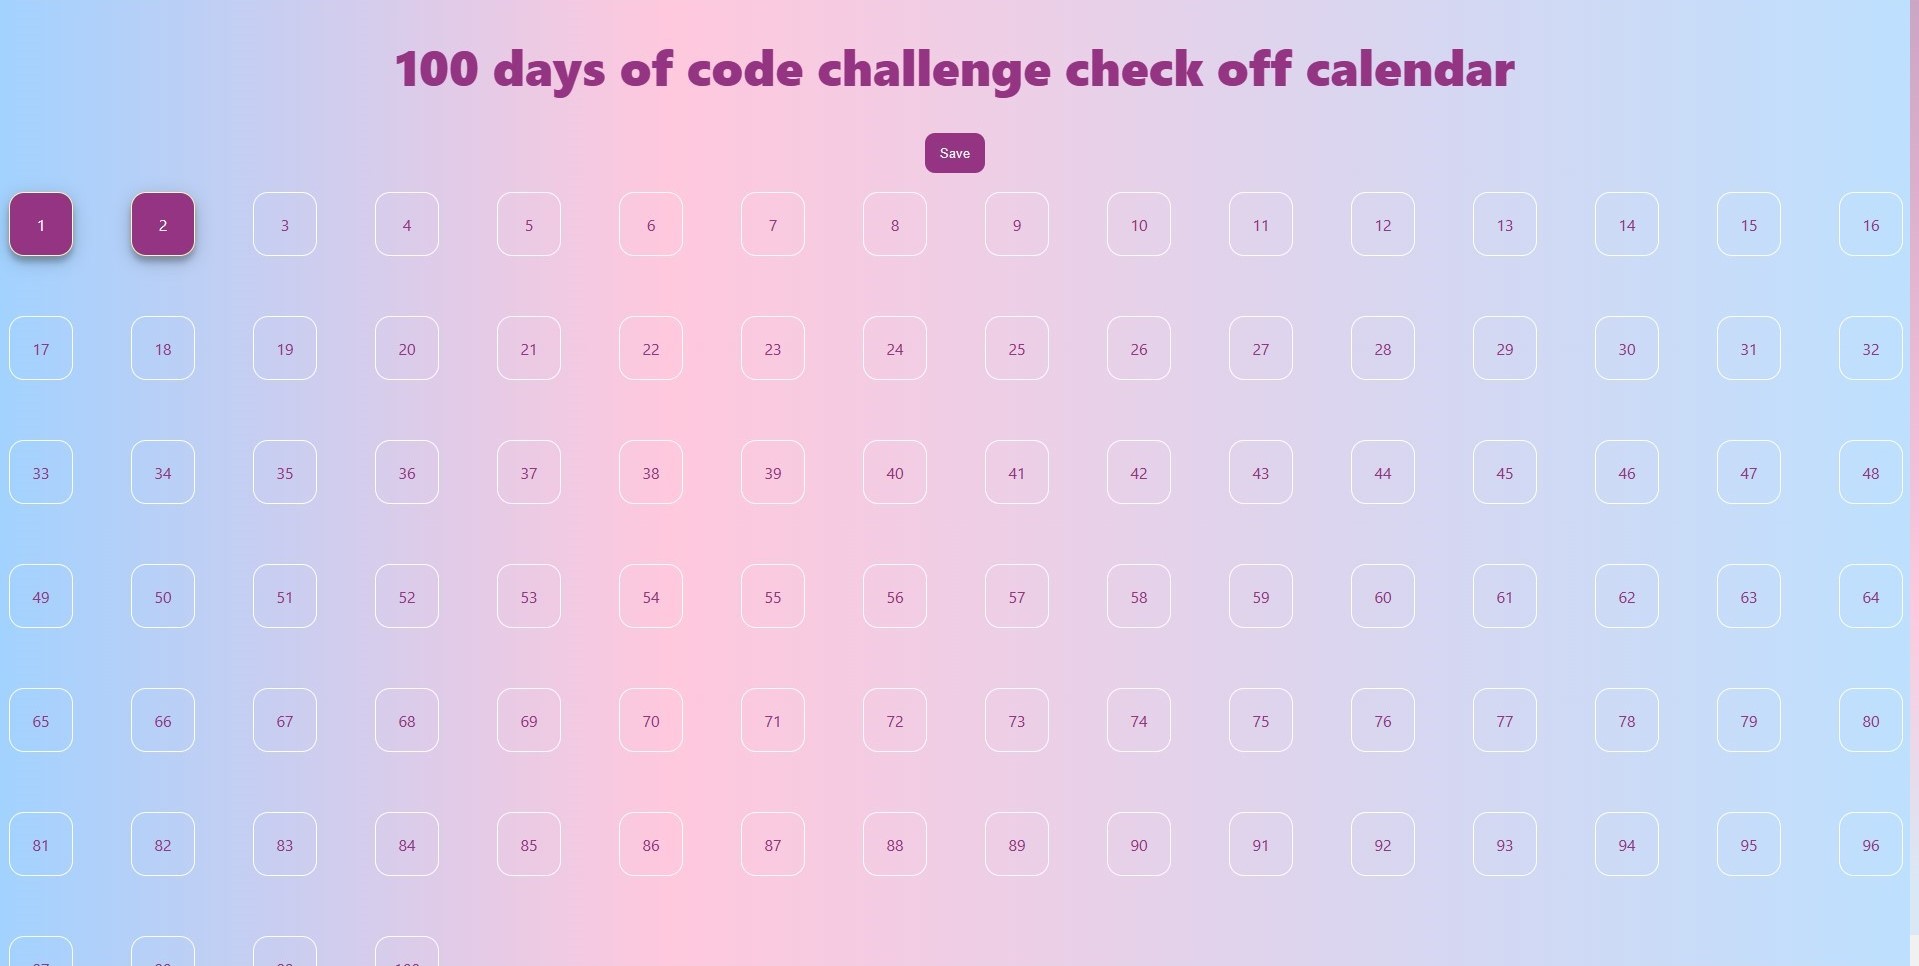 100 days of code challenge check off calendar
Save
1 2 3 4 5 6 7 8 9 10 11 12 13 14 15 16
17 18 19 20 21 22 23 24 25 26 27 28 29 30 31 32
33 34 35 36 37 38 39 40 41 42 43 44 45 46 47 48
49 50 51 52 53 54 55 56 57 58 59 60 61 62 63 64
65 66 67 68 69 70 71 72 73 74 75 76 77 78 79 80
81 82 83 84 85 86 87 88 89 90 91 92 93 94 95 96
97 98 99 100